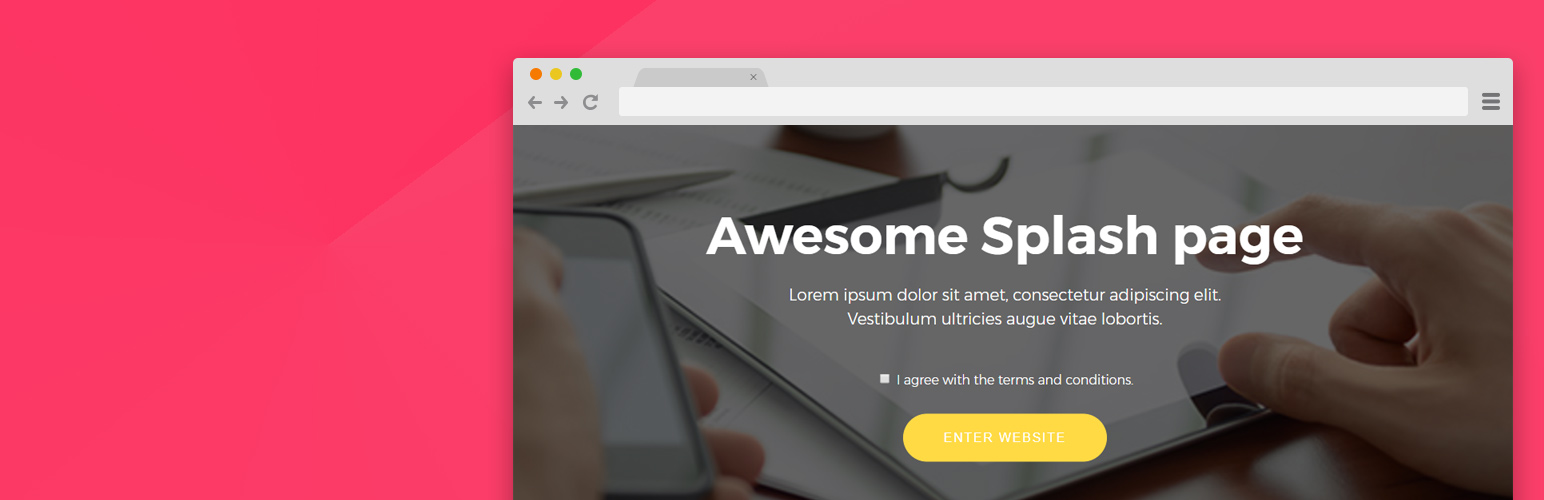 Awesome Splash page
Lorem ipsum dolor sit amet, consectetur adipiscing elit.
Vestibulum ultricies augue vitae lobortis.
I agree with the terms and conditions.
ENTER WEBSITE